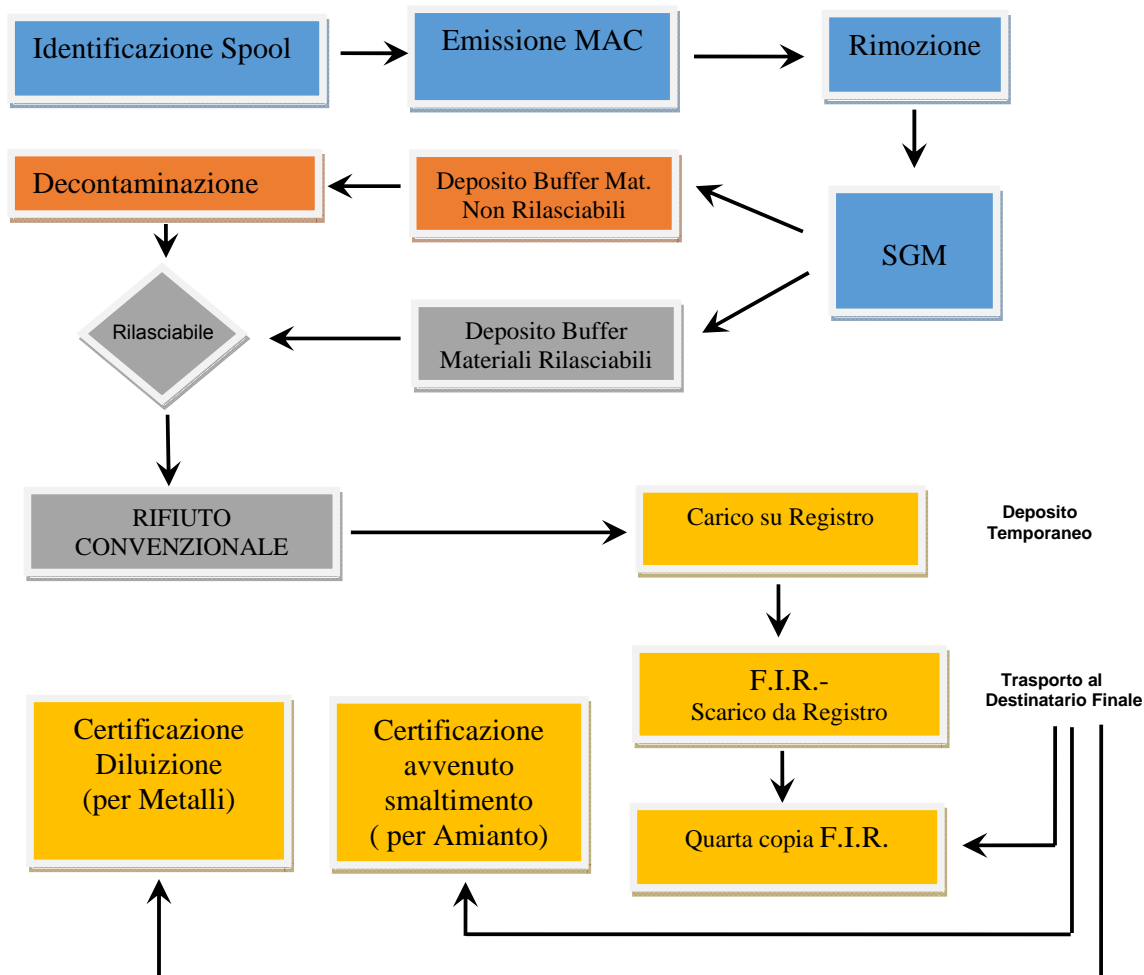 Identificazione Spool
Emissione MAC
Rimozione
Decontaminazione
Deposito Buffer Mat.
Non Rilasciabili
SGM
Rilasciabile
Deposito Buffer
Materiali Rilasciabili
RIFIUTO
CONVENZIONALE
Carico su Registro
Deposito
Temporaneo
F.I.R.-
Scarico da Registro
Trasporto al
Destinatario Finale
Certificazione
Diluizione
(per Metalli)
Certificazione
avvenuto
smaltimento
( per Amianto)
Quarta copia F.I.R.